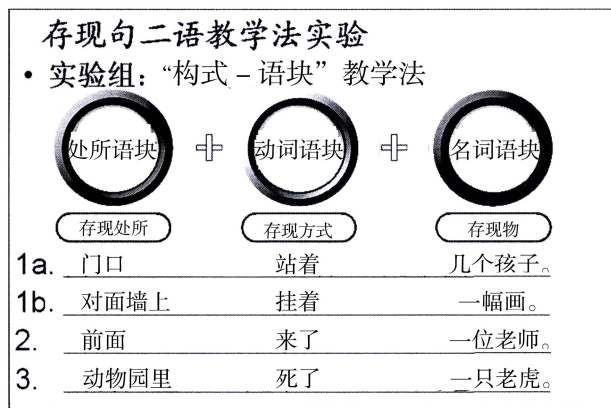 存现句二语教学法实验
• 实验组：“构式 – 语块”教学法
处所语块 + 动词语块 + 名词语块
存现处所 存现方式 存现物
1a. 门口 站着 几个孩子。
1b. 对面墙上 挂着 一幅画。
2. 前面 来了 一位老师。
3. 动物园里 死了 一只老虎。